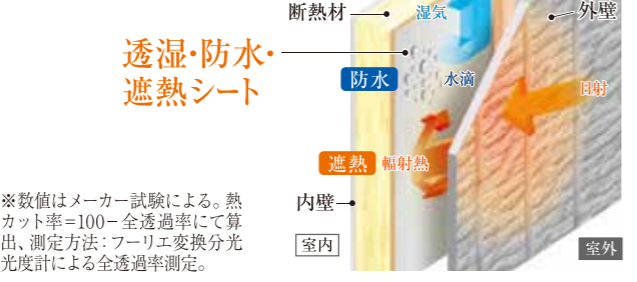 断熱材
湿気
外壁
透湿・防水・
遮熱シート
防水
水滴
日射
遮熱
輻射熱
※数値はメーカー試験による。熱
カット率=100−全透過率にて算
出、測定方法：フーリエ変換分光
光度計による全透過率測定。
内壁
室内
室外